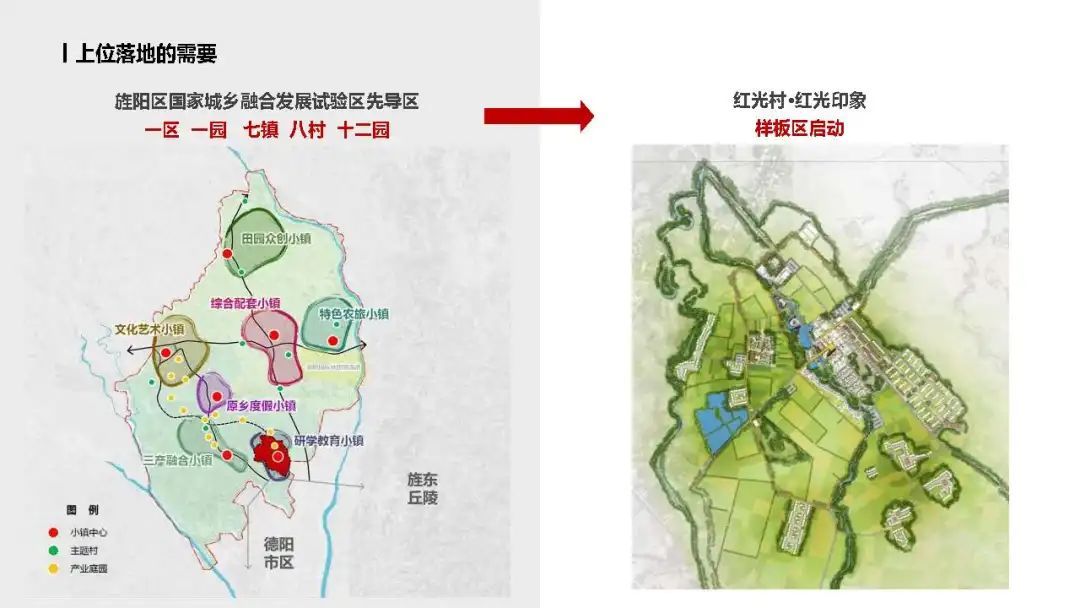 上位落地的需要
旌阳区国家城乡融合发展试验区先导区
一区 一园 七镇 八村 十二园
红光村·红光印象
样板区启动
田园众创小镇
综合配套小镇
特色农旅小镇
文化艺术小镇
原乡度假小镇
研学教育小镇
三产融合小镇
旌东
丘陵
德阳
市区
图 例
小镇中心
主题村
产业庭园